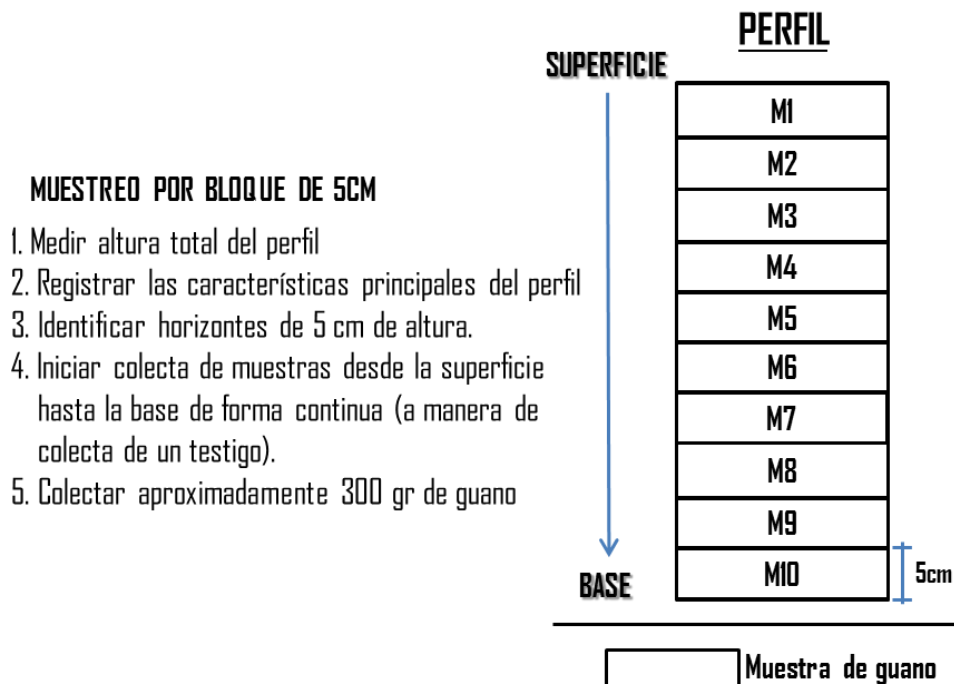 PERFIL
SUPERFICIE
M1
M2
M3
M4
M5
M6
M7
M8
M9
M10
BASE
5cm
MUESTREO POR BLOQUE DE 5CM
1. Medir altura total del perfil
2. Registrar las características principales del perfil
3. Identificar horizontes de 5 cm de altura.
4. Iniciar colecta de muestras desde la superficie
hasta la base de forma continua (a manera de
colecta de un testigo).
5. Colectar aproximadamente 300 gr de guano
Muestra de guano